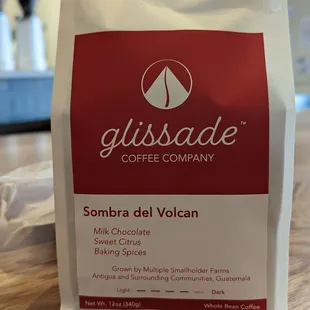 glissade™
COFFEE COMPANY
Sombra del Volcan
Milk Chocolate
Sweet Citrus
Baking Spices
Grown by Multiple Smallholder Farms
Antigua and Surrounding Communities, Guatemala
Light Dark
Net Wt. 12oz (340g) Whole Bean Coffee